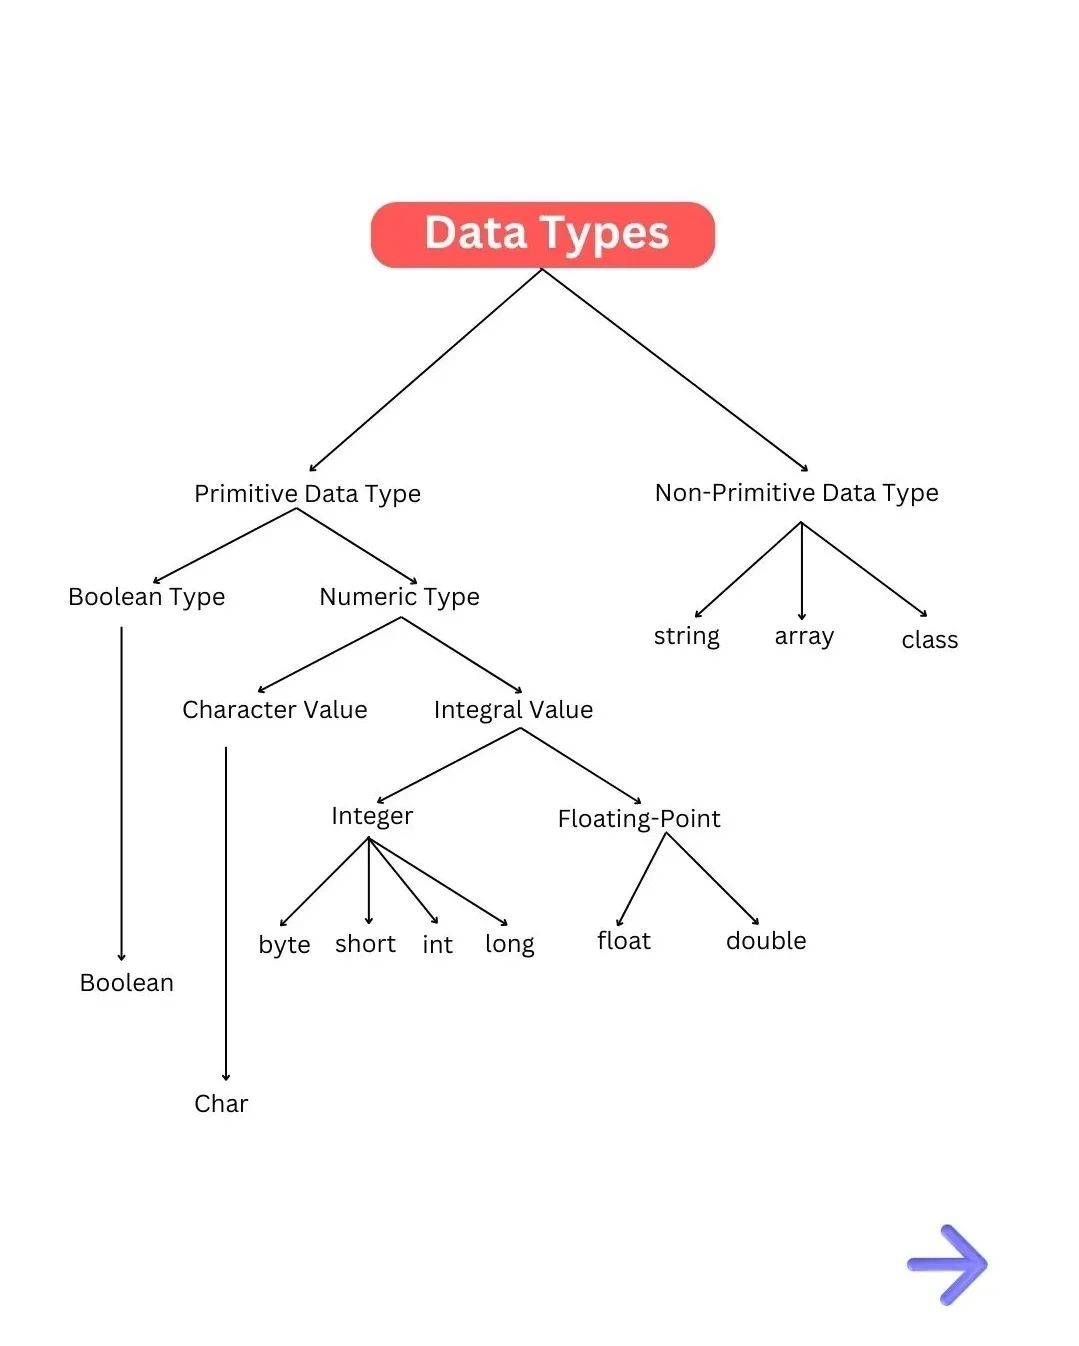 Data Types
Primitive Data Type
Non-Primitive Data Type
Boolean Type
Numeric Type
string
array
class
Character Value
Integral Value
Integer
Floating-Point
byte
short
int
long
float
double
Boolean
Char